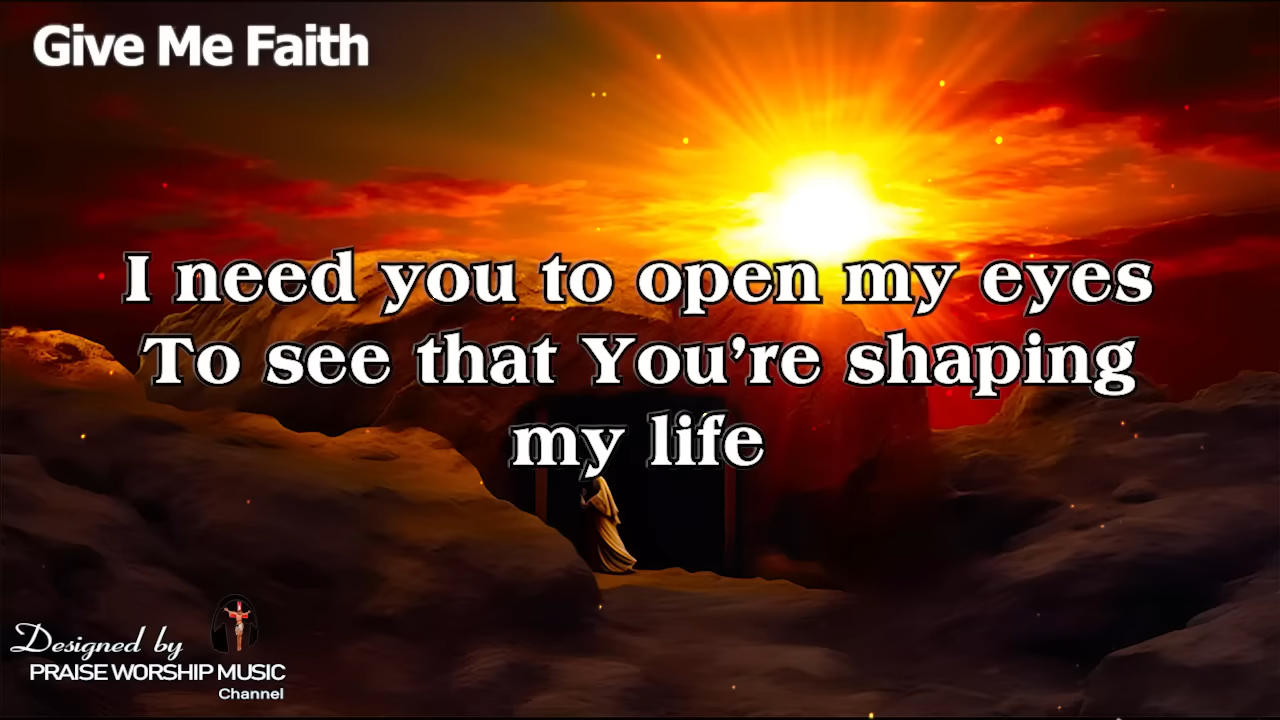 Give Me Faith
I need you to open my eyes
To see that You're shaping
my life
Designed by
PRAISE WORSHIP MUSIC
Channel